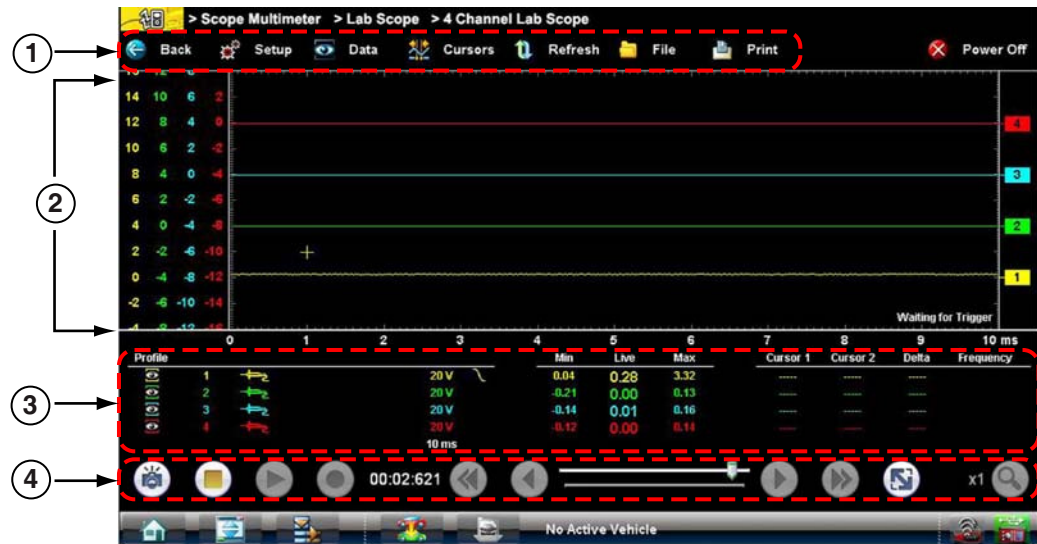 > Scope Multimeter > Lab Scope > 4 Channel Lab Scope
1
Back Setup Data Cursors Refresh File Print Power Off
2
14 10 6 2
12 8 4 0 4
10 6 2 -2
8 4 0 -4 3
6 2 -2 -6
4 0 -4 -8 2
2 -2 -6 -10
0 -4 -8 -12 1
-2 -6 -10 -14
Waiting for Trigger
-4 -8 -12 -16
0 1 2 3 4 5 6 7 8 9 10 ms
3
Profile Min Live Max Cursor 1 Cursor 2 Delta Frequency
1 20 V 0.04 0.28 3.32 ----- ----- -----
2 20 V -0.21 0.00 0.13 ----- ----- -----
3 20 V -0.14 0.01 0.16 ----- ----- -----
4 20 V -0.12 0.00 0.14 ----- ----- -----
10 ms
4
00:02:621 x1
No Active Vehicle